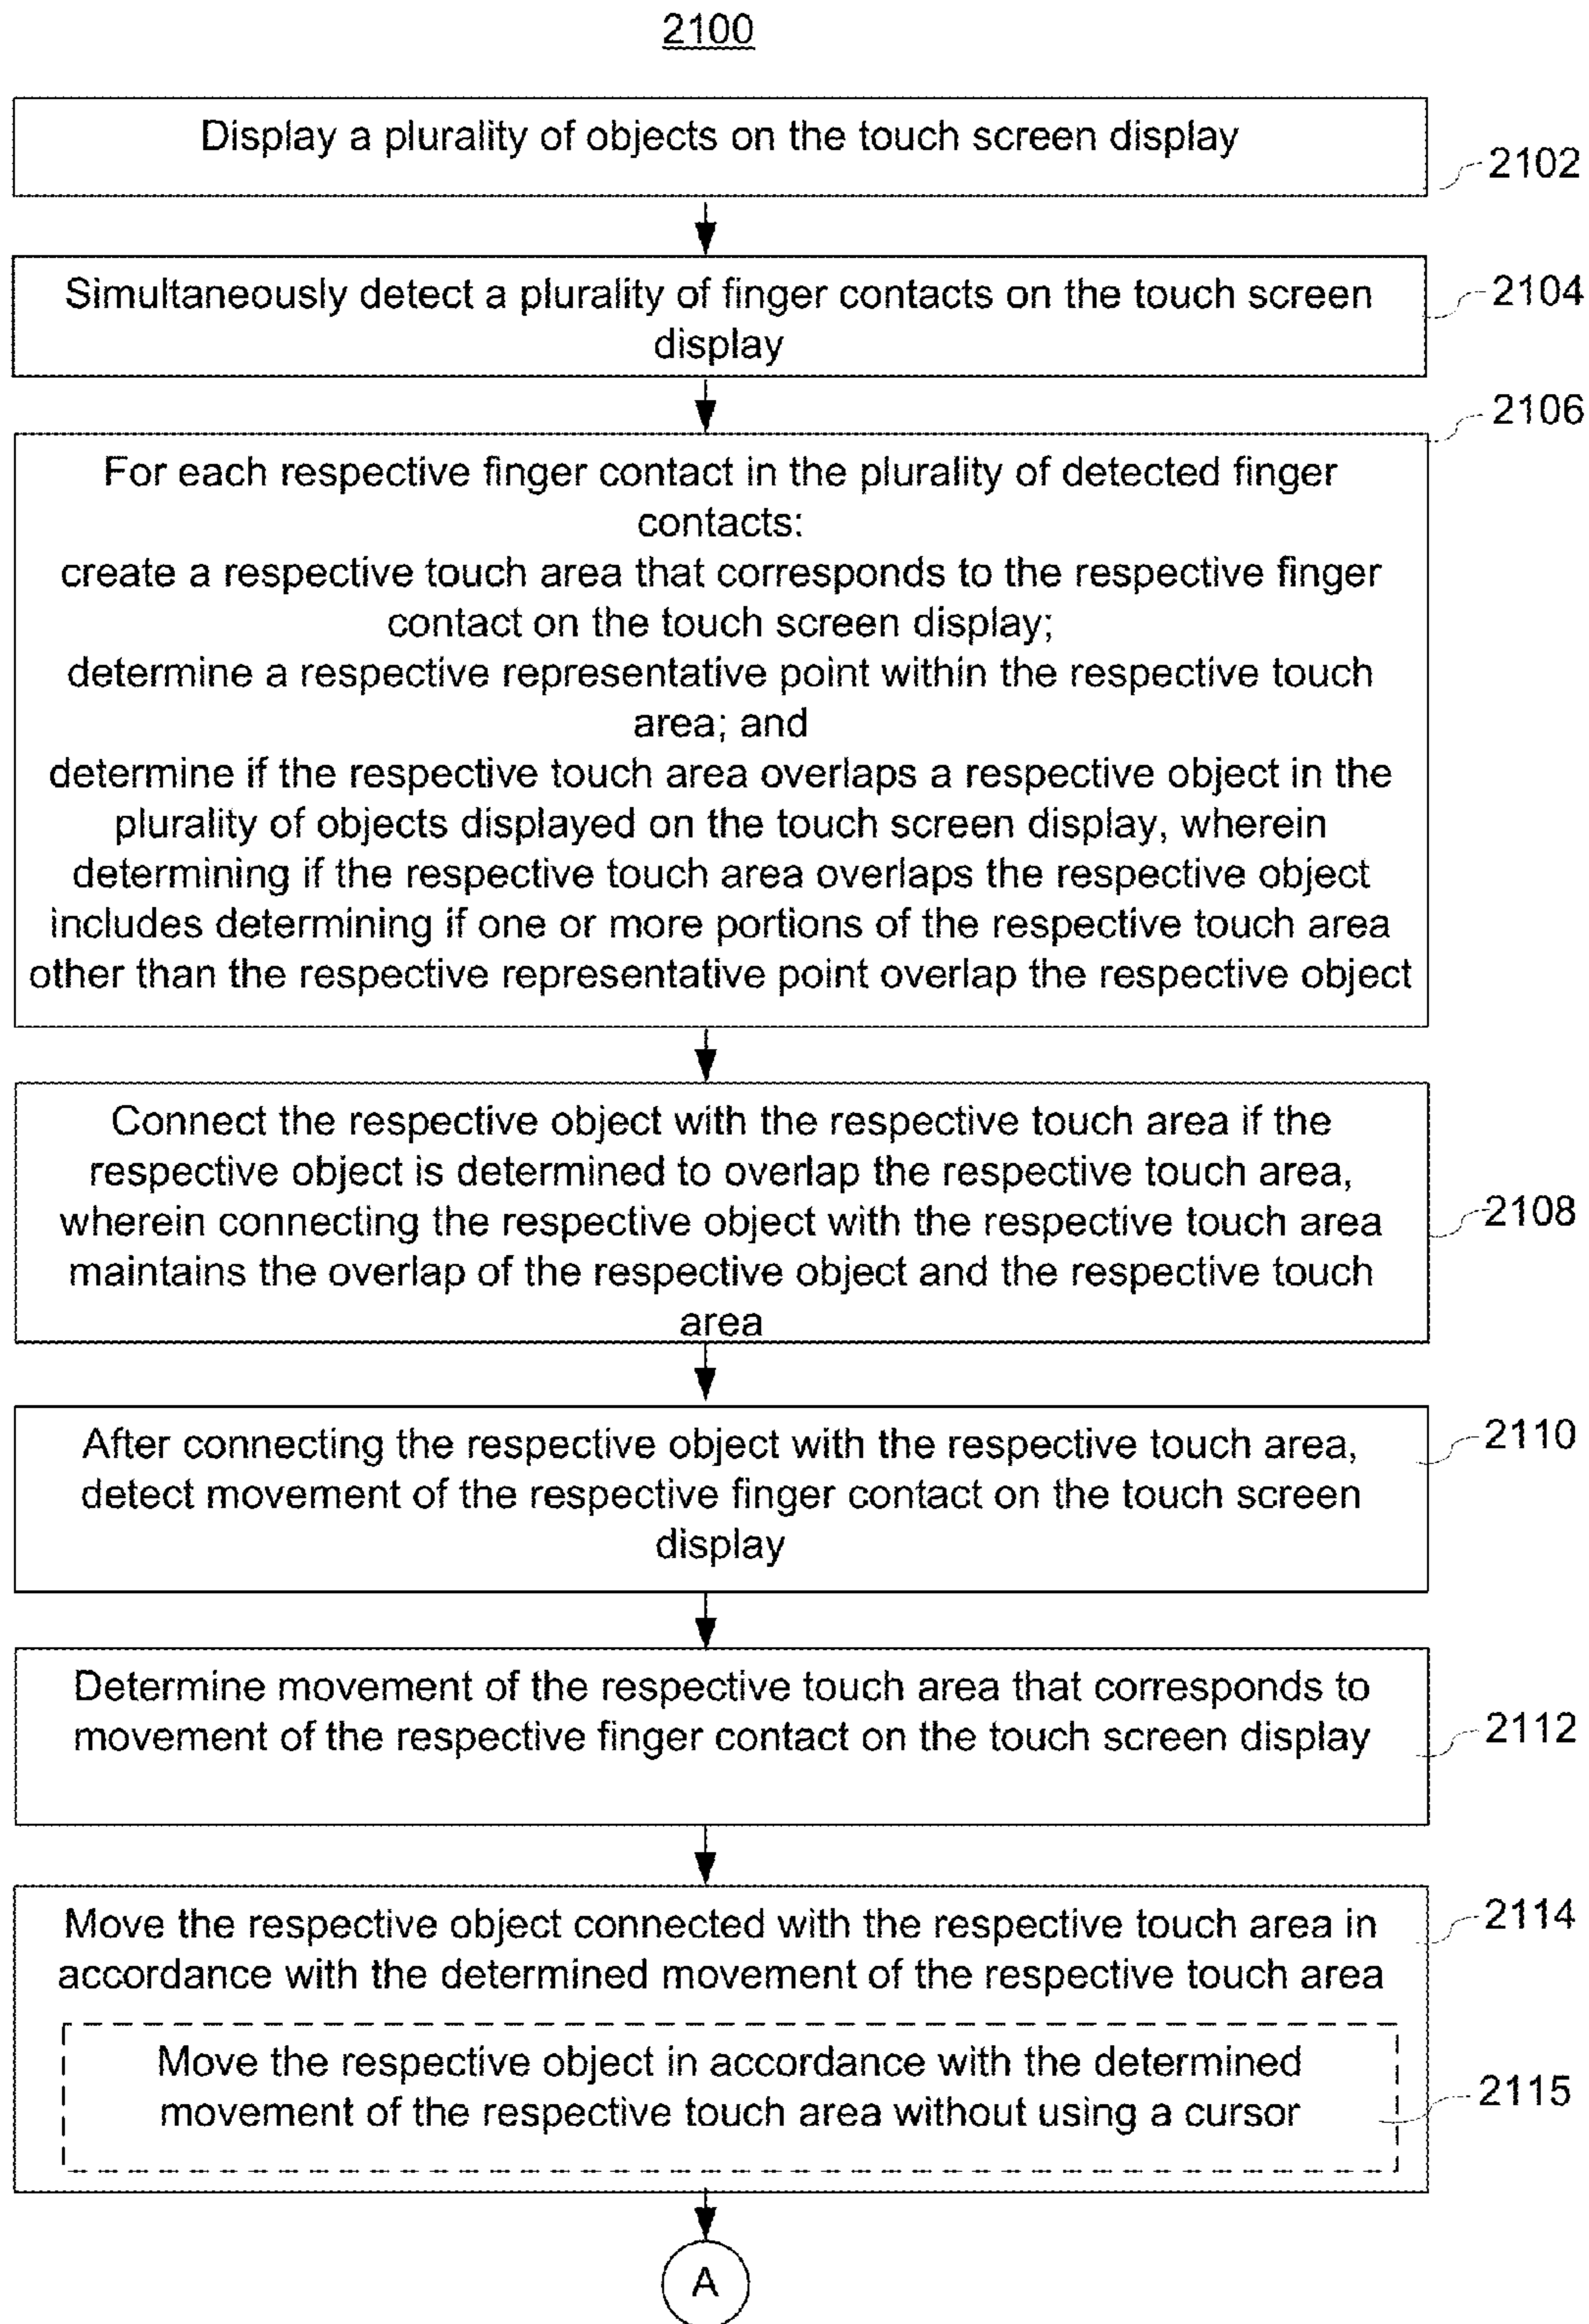 2100
Display a plurality of objects on the touch screen display
2102
Simultaneously detect a plurality of finger contacts on the touch screen
display
2104
2106
For each respective finger contact in the plurality of detected finger
contacts:
create a respective touch area that corresponds to the respective finger
contact on the touch screen display;
determine a respective representative point within the respective touch
area; and
determine if the respective touch area overlaps a respective object in the
plurality of objects displayed on the touch screen display, wherein
determining if the respective touch area overlaps the respective object
includes determining if one or more portions of the respective touch area
other than the respective representative point overlap the respective object
Connect the respective object with the respective touch area if the
respective object is determined to overlap the respective touch area,
wherein connecting the respective object with the respective touch area
maintains the overlap of the respective object and the respective touch
area
2108
After connecting the respective object with the respective touch area,
detect movement of the respective finger contact on the touch screen
display
2110
Determine movement of the respective touch area that corresponds to
movement of the respective finger contact on the touch screen display
2112
Move the respective object connected with the respective touch area in
accordance with the determined movement of the respective touch area
2114
Move the respective object in accordance with the determined
movement of the respective touch area without using a cursor
2115
A